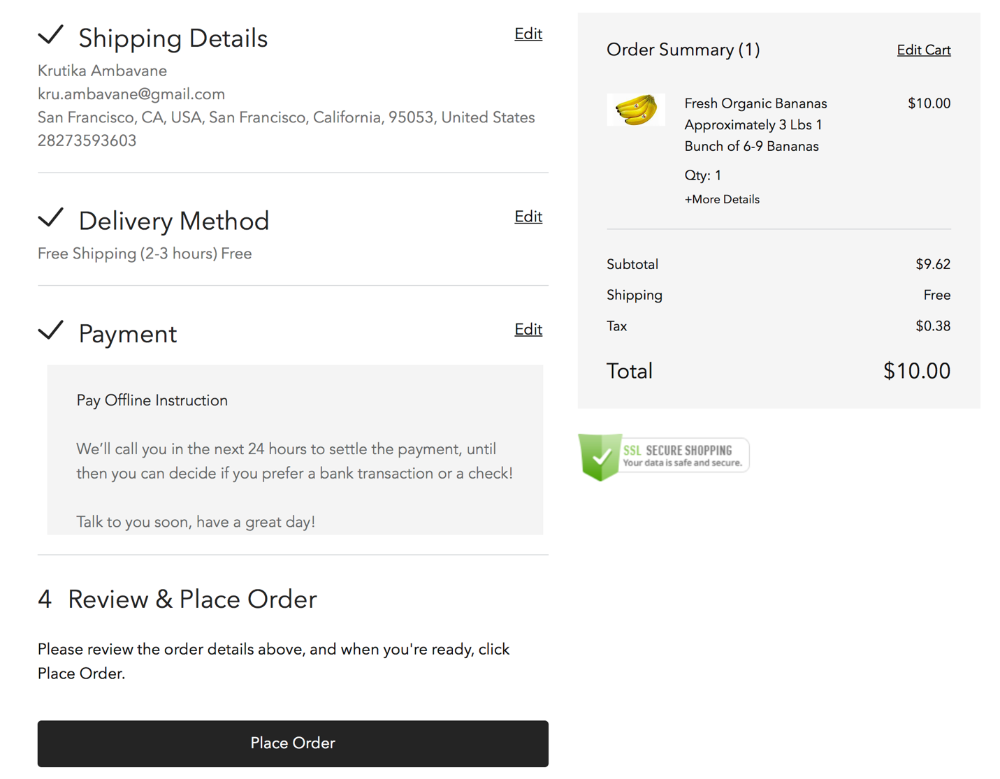 Shipping Details
Edit
Krutika Ambavane
kru.ambavane@gmail.com
San Francisco, CA, USA, San Francisco, California, 95053, United States
28273593603
Delivery Method
Edit
Free Shipping (2-3 hours) Free
Payment
Edit
Pay Offline Instruction
We’ll call you in the next 24 hours to settle the payment, until
then you can decide if you prefer a bank transaction or a check!
Talk to you soon, have a great day!
4 Review & Place Order
Please review the order details above, and when you're ready, click
Place Order.
Place Order
Order Summary (1)
Edit Cart
Fresh Organic Bananas
$10.00
Approximately 3 Lbs 1
Bunch of 6-9 Bananas
Qty: 1
+More Details
Subtotal
$9.62
Shipping
Free
Tax
$0.38
Total
$10.00
SSL SECURE SHOPPING
Your data is safe and secure.